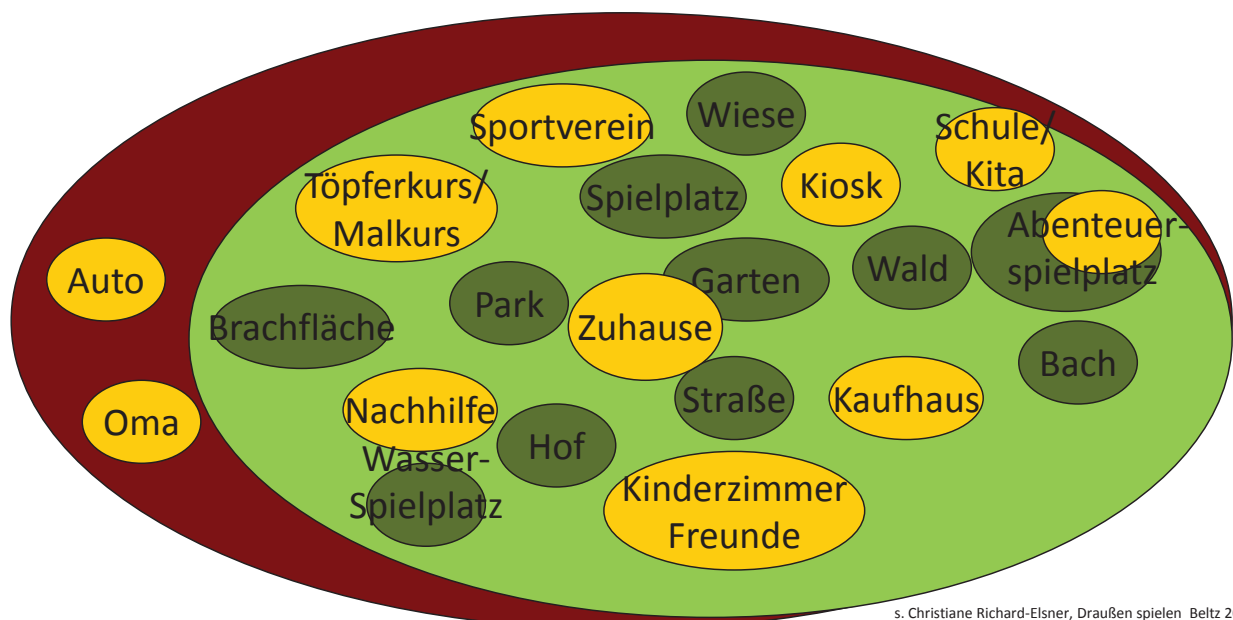 Sportverein
Wiese
Schule/
Kita
Töpferkurs/
Malkurs
Spielplatz
Kiosk
Abenteuer-
spielplatz
Auto
Brachfläche
Park
Garten
Wald
Zuhause
Bach
Oma
Nachhilfe
Straße
Kaufhaus
Wasser-
Spielplatz
Hof
Kinderzimmer
Freunde
s. Christiane Richard-Elsner, Draußen spielen Beltz